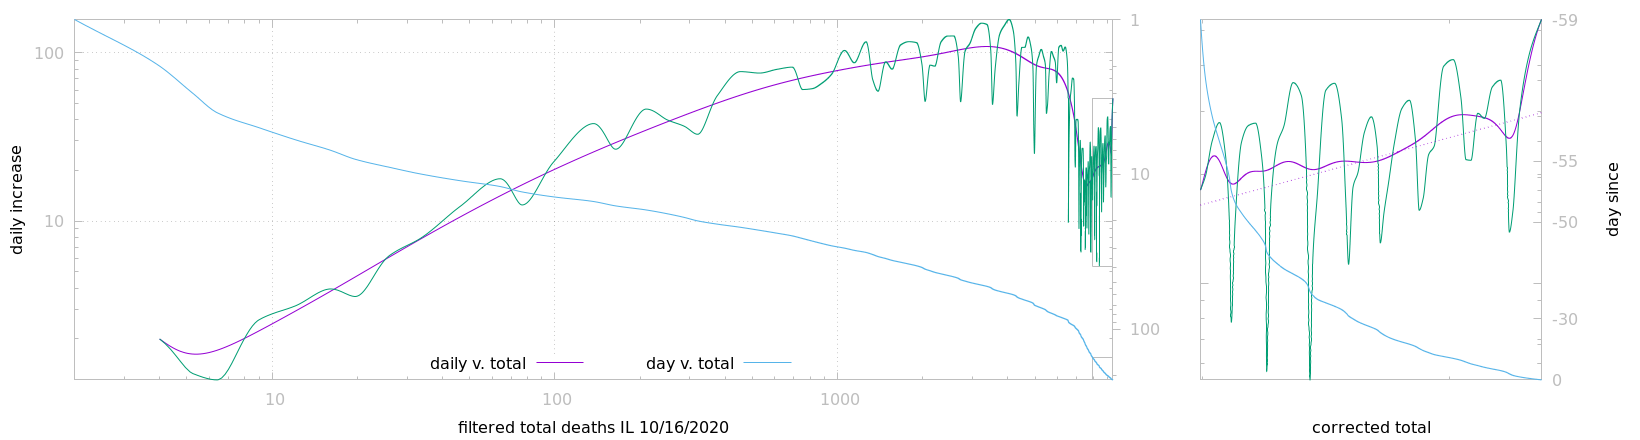 1
-59
100
daily increase
10
-55
10
-50
day since
100
-30
daily v. total
day v. total
0
10
100
1000
filtered total deaths IL 10/16/2020
corrected total